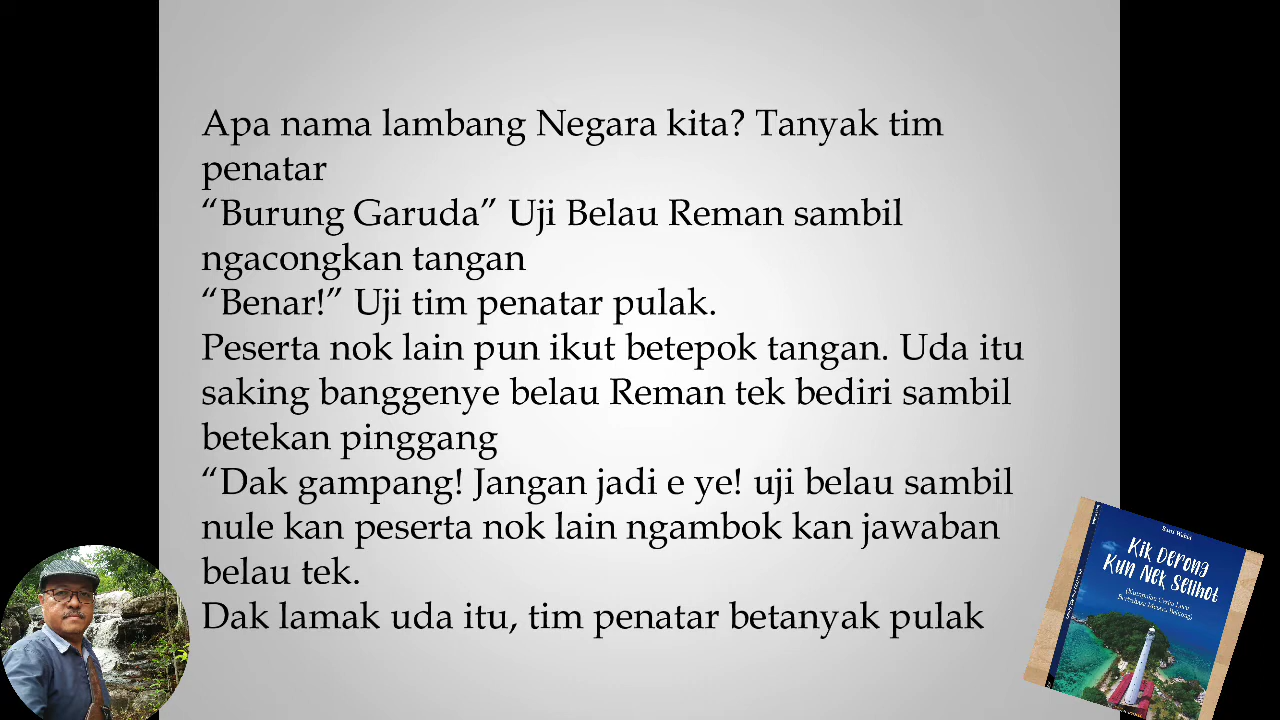 Apa nama lambang Negara kita? Tanyak tim
penatar
“Burung Garuda” Uji Belau Reman sambil
ngacongkan tangan
“Benar!” Uji tim penatar pulak.
Peserta nok lain pun ikut betepok tangan. Uda itu
saking banggenye belau Reman tek bediri sambil
betekan pinggang
“Dak gampang! Jangan jadi e ye! uji belau sambil
nule kan peserta nok lain ngambok kan jawaban
belau tek.
Dak lamak uda itu, tim penatar betanyak pulak
Kik Derong
Kun Nek Selihot